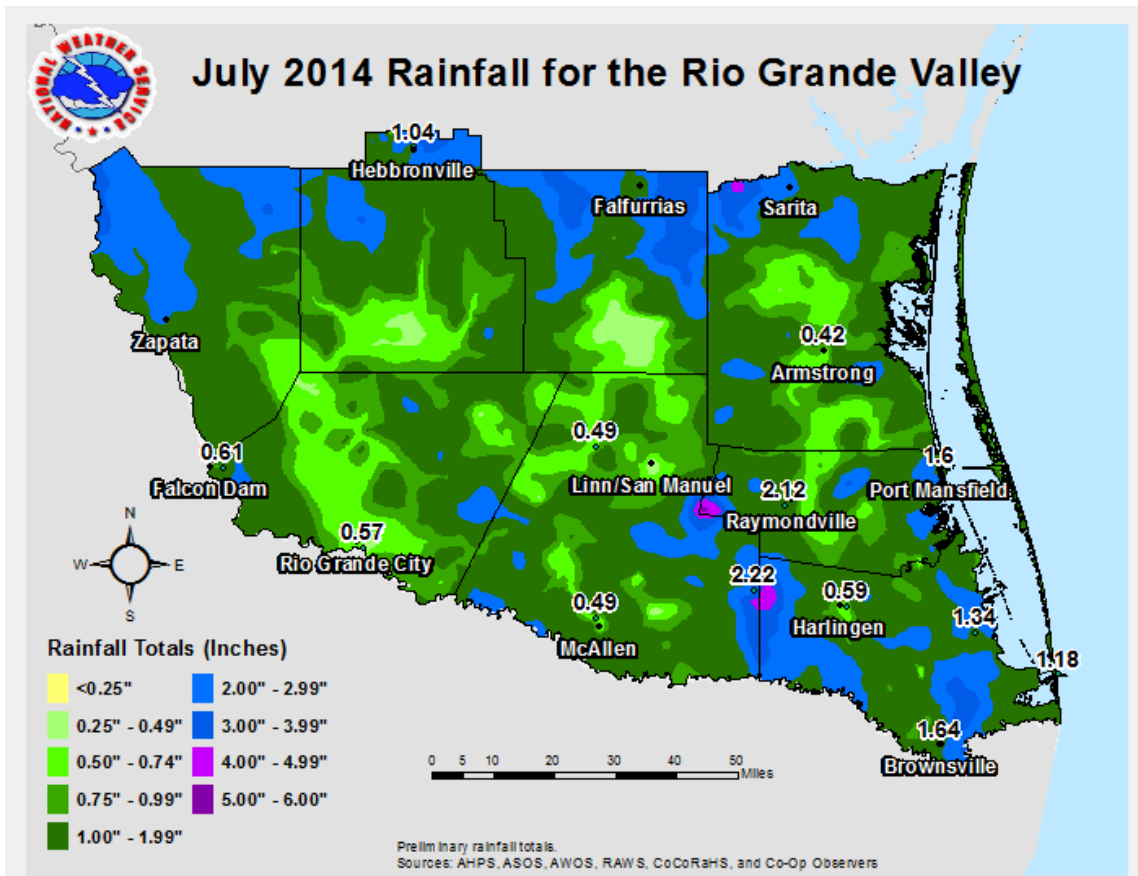 NATIONAL WEATHER SERVICE
July 2014 Rainfall for the Rio Grande Valley
1.04
Hebbronville
Falfurrias
Sarita
Zapata
0.42
Armstrong
0.61
Falcon Dam
0.49
Linn/San Manuel
1.6
Port Mansfield
2.12
Raymondville
0.57
Rio Grande City
2.22
0.59
Harlingen
1.34
0.49
McAllen
1.18
1.64
Brownsville
N
W
E
S
Rainfall Totals (Inches)
<0.25"
0.25" - 0.49"
0.50" - 0.74"
0.75" - 0.99"
1.00" - 1.99"
2.00" - 2.99"
3.00" - 3.99"
4.00" - 4.99"
5.00" - 6.00"
0 5 10 20 30 40 50
Miles
Preliminary rainfall totals.
Sources: AHPS, ASOS, AWOS, RAWS, CoCoRaHS, and Co-Op Observers